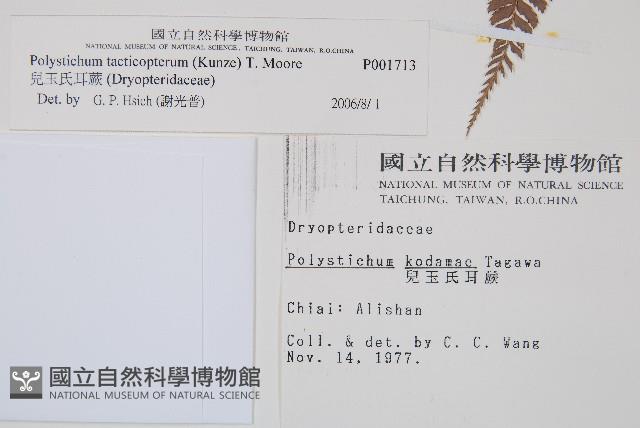 國立自然科學博物館
NATIONAL MUSEUM OF NATURAL SCIENCE, TAICHUNG, TAIWAN, R.O.CHINA
Polystichum tacticopterum (Kunze) T. Moore P001713
兒玉氏耳蕨 (Dryopteridaceae)
Det. by G. P. Hsich (謝光普) 2006/8/1
國立自然科學博物館
NATIONAL MUSEUM OF NATURAL SCIENCE
TAICHUNG, TAIWAN, R.O.CHINA
Dryopteridaceae
Polystichum kodamac Tagawa
兒玉氏耳蕨
Chiai: Alishan
Coll. & det. by C. C. Wang
Nov. 14, 1977.
國立自然科學博物館
NATIONAL MUSEUM OF NATURAL SCIENCE